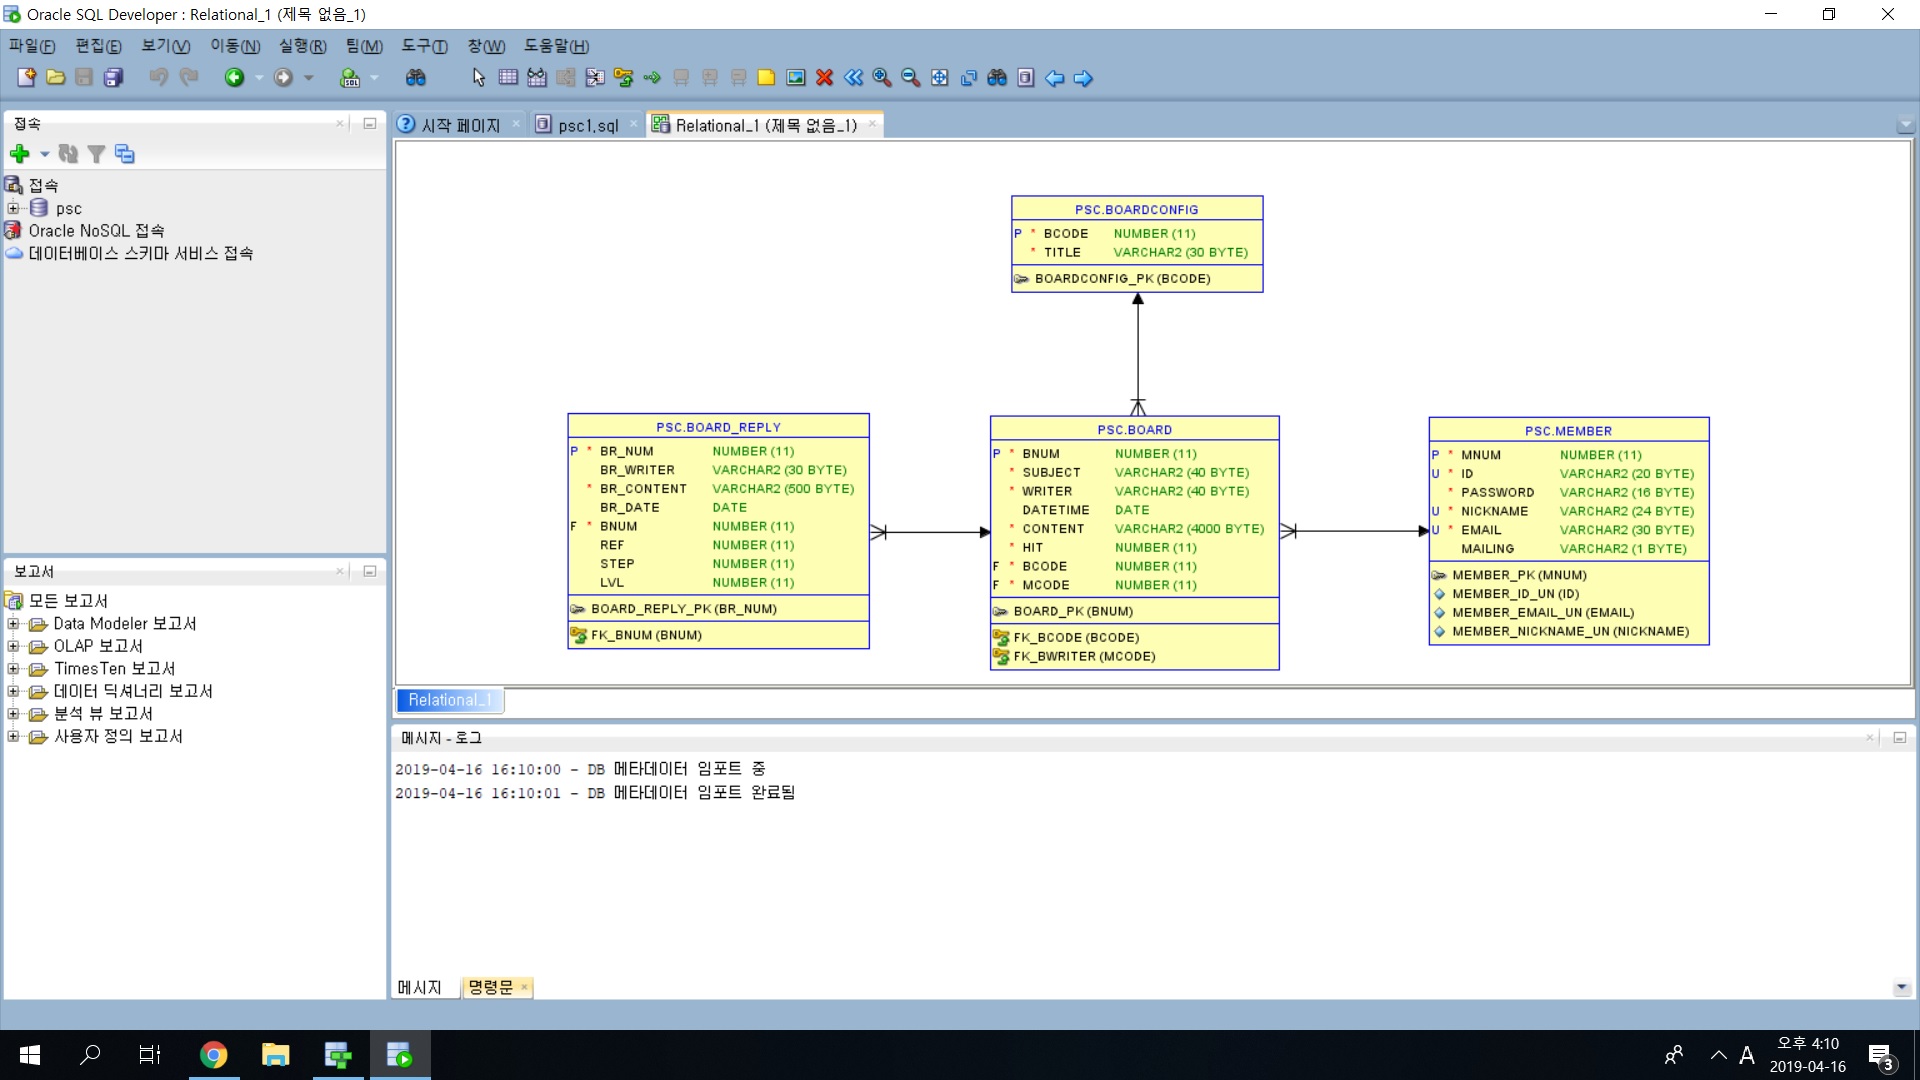 Oracle SQL Developer : Relational_1 (제목 없음_1)
파일(F) 편집(E) 보기(V) 이동(N) 실행(R) 팀(M) 도구(T) 창(W) 도움말(H)
SQL
접속
접속
psc
Oracle NoSQL 접속
데이터베이스 스키마 서비스 접속
보고서
모든 보고서
Data Modeler 보고서
OLAP 보고서
TimesTen 보고서
데이터 딕셔너리 보고서
분석 뷰 보고서
사용자 정의 보고서
시작 페이지 psc1.sql Relational_1 (제목 없음_1)
PSC.BOARDCONFIG
P * BCODE NUMBER (11)
* TITLE VARCHAR2 (30 BYTE)
BOARDCONFIG_PK (BCODE)
PSC.BOARD_REPLY
P * BR_NUM NUMBER (11)
BR_WRITER VARCHAR2 (30 BYTE)
* BR_CONTENT VARCHAR2 (500 BYTE)
BR_DATE DATE
F * BNUM NUMBER (11)
REF NUMBER (11)
STEP NUMBER (11)
LVL NUMBER (11)
BOARD_REPLY_PK (BR_NUM)
FK_BNUM (BNUM)
PSC.BOARD
P * BNUM NUMBER (11)
* SUBJECT VARCHAR2 (40 BYTE)
* WRITER VARCHAR2 (40 BYTE)
DATETIME DATE
* CONTENT VARCHAR2 (4000 BYTE)
* HIT NUMBER (11)
F * BCODE NUMBER (11)
F * MCODE NUMBER (11)
BOARD_PK (BNUM)
FK_BCODE (BCODE)
FK_BWRITER (MCODE)
PSC.MEMBER
P * MNUM NUMBER (11)
U * ID VARCHAR2 (20 BYTE)
* PASSWORD VARCHAR2 (16 BYTE)
U * NICKNAME VARCHAR2 (24 BYTE)
U * EMAIL VARCHAR2 (30 BYTE)
MAILING VARCHAR2 (1 BYTE)
MEMBER_PK (MNUM)
MEMBER_ID_UN (ID)
MEMBER_EMAIL_UN (EMAIL)
MEMBER_NICKNAME_UN (NICKNAME)
Relational_1
메시지 - 로그
2019-04-16 16:10:00 - DB 메타데이터 임포트 중
2019-04-16 16:10:01 - DB 메타데이터 임포트 완료됨
메시지 명령문
A
오후 4:10
2019-04-16
3